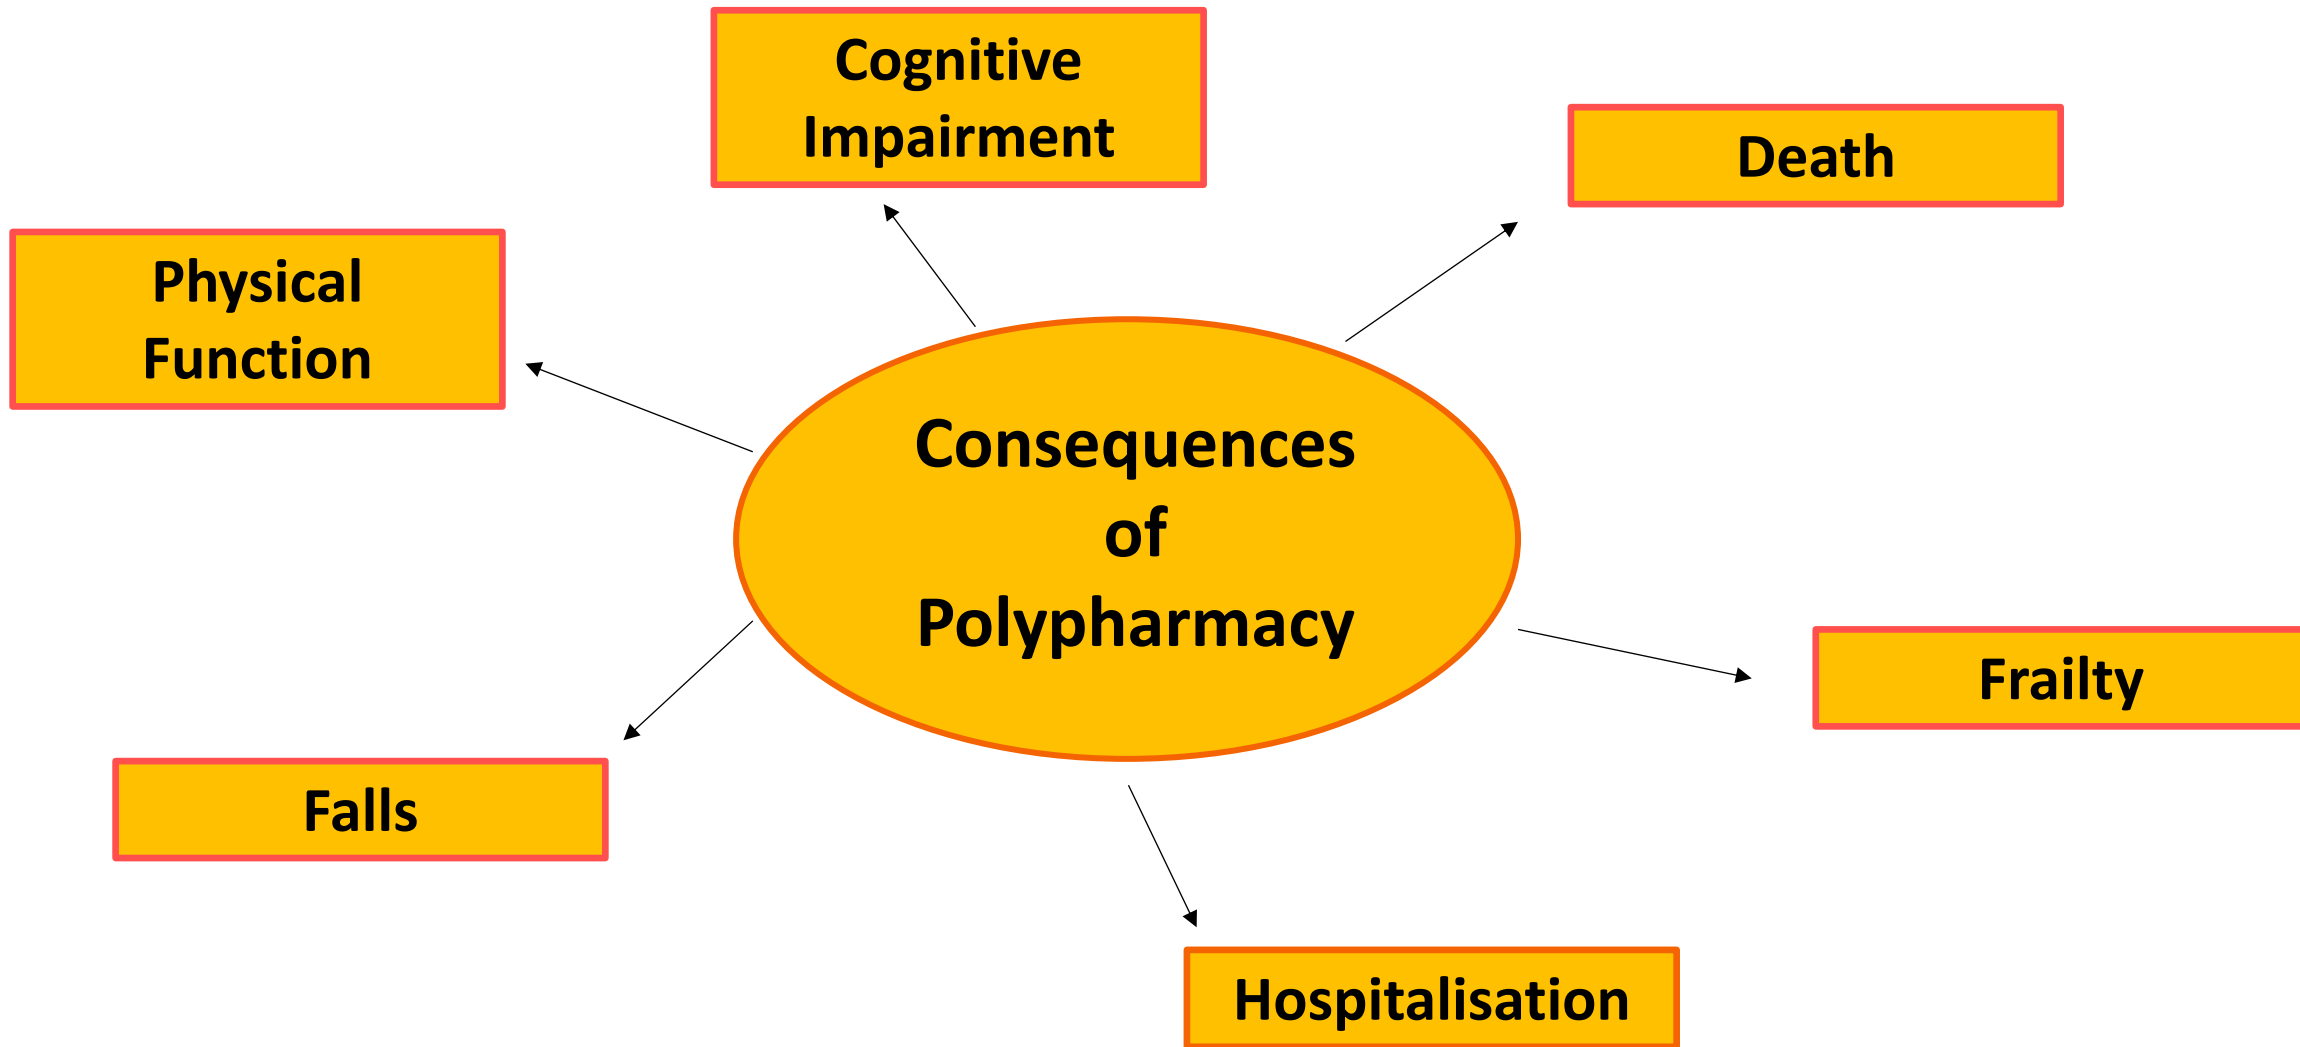 Cognitive
Impairment
Death
Physical
Function
Consequences
of
Polypharmacy
Frailty
Falls
Hospitalisation